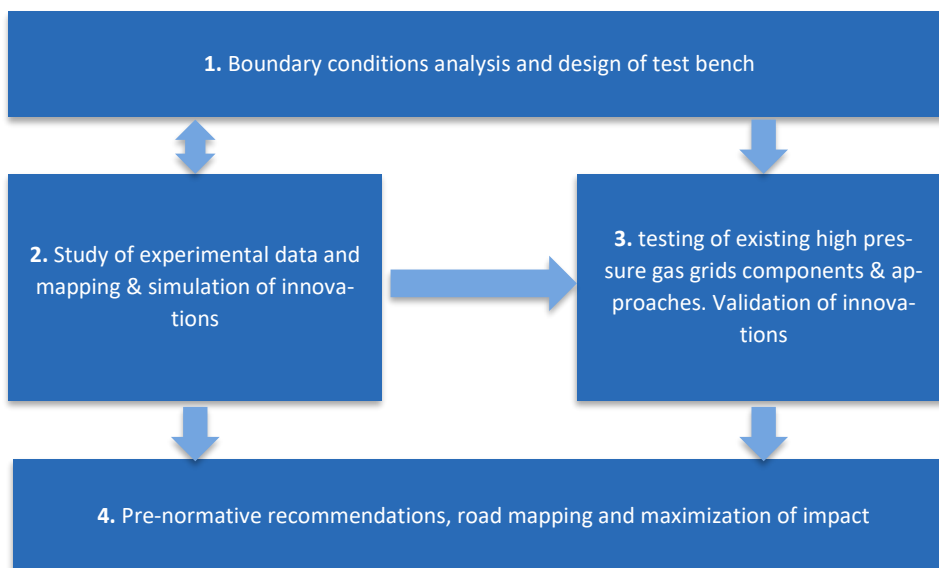 1. Boundary conditions analysis and design of test bench
2. Study of experimental data and
mapping & simulation of innova-
tions
3. testing of existing high pres-
sure gas grids components & ap-
proaches. Validation of innova-
tions
4. Pre-normative recommendations, road mapping and maximization of impact